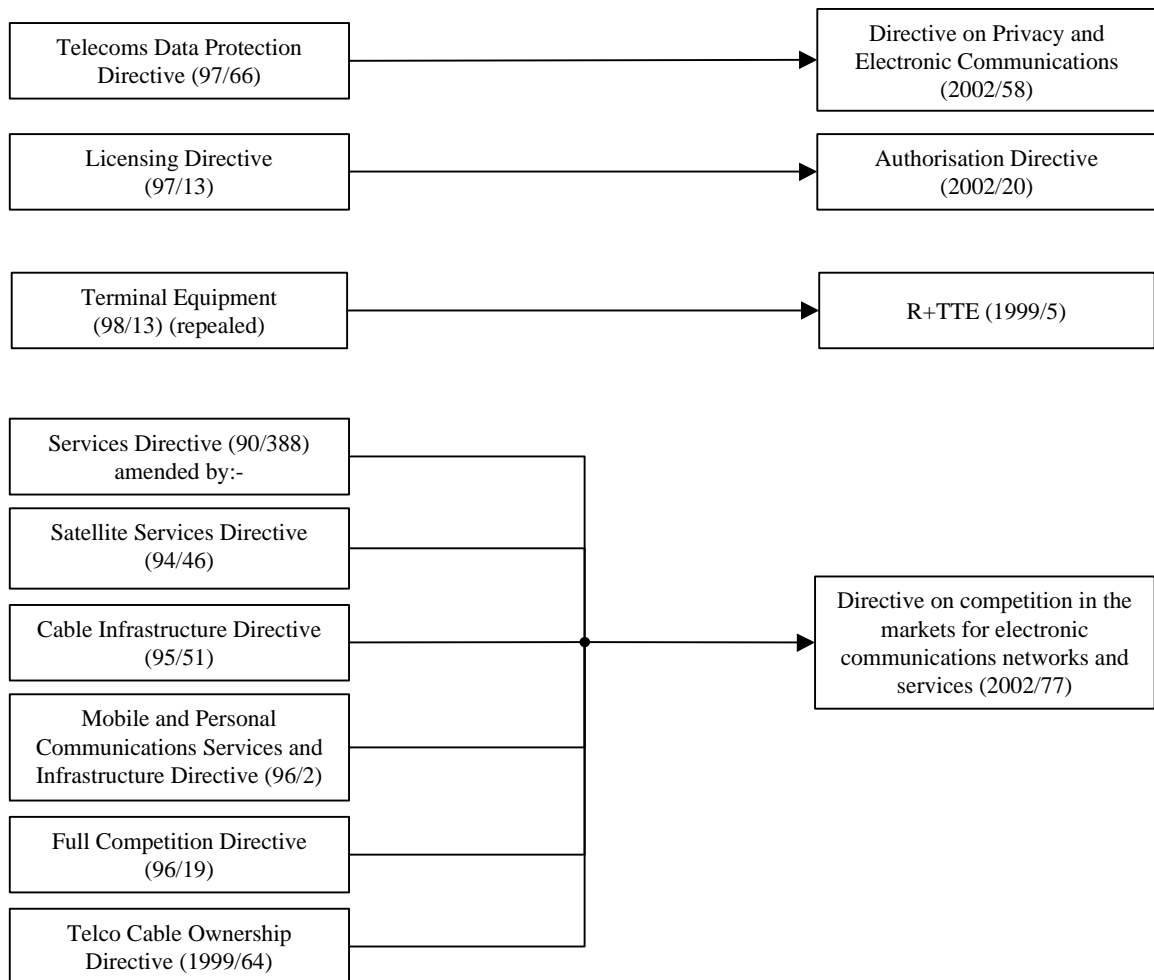 Telecoms Data Protection
Directive (97/66)
Directive on Privacy and
Electronic Communications
(2002/58)
Licensing Directive
(97/13)
Authorisation Directive
(2002/20)
Terminal Equipment
(98/13) (repealed)
R+TTE (1999/5)
Services Directive (90/388)
amended by:-
Satellite Services Directive
(94/46)
Cable Infrastructure Directive
(95/51)
Mobile and Personal
Communications Services and
Infrastructure Directive (96/2)
Full Competition Directive
(96/19)
Telco Cable Ownership
Directive (1999/64)
Directive on competition in the
markets for electronic
communications networks and
services (2002/77)